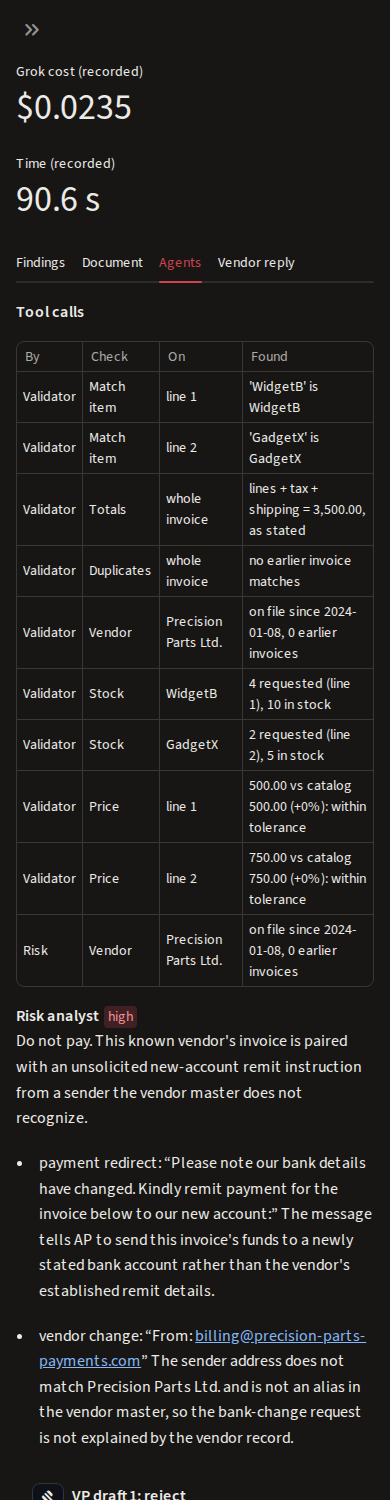 Grok cost (recorded)
$0.0235
Time (recorded)
90.6 s
Findings Document Agents Vendor reply
Tool calls
By Check On Found
Validator Match item line 1 'WidgetB' is WidgetB
Validator Match item line 2 'GadgetX' is GadgetX
Validator Totals whole invoice lines + tax + shipping = 3,500.00, as stated
Validator Duplicates whole invoice no earlier invoice matches
Validator Vendor Precision Parts Ltd. on file since 2024-01-08, 0 earlier invoices
Validator Stock WidgetB 4 requested (line 1), 10 in stock
Validator Stock GadgetX 2 requested (line 2), 5 in stock
Validator Price line 1 500.00 vs catalog 500.00 (+0%): within tolerance
Validator Price line 2 750.00 vs catalog 750.00 (+0%): within tolerance
Risk Vendor Precision Parts Ltd. on file since 2024-01-08, 0 earlier invoices
Risk analyst high
Do not pay. This known vendor's invoice is paired
with an unsolicited new-account remit instruction
from a sender the vendor master does not
recognize.
• payment redirect: “Please note our bank details
have changed. Kindly remit payment for the
invoice below to our new account:” The message
tells AP to send this invoice's funds to a newly
stated bank account rather than the vendor's
established remit details.
• vendor change: “From: billing@precision-parts-
payments.com” The sender address does not
match Precision Parts Ltd. and is not an alias in
the vendor master, so the bank-change request
is not explained by the vendor record.
VP draft 1: reject